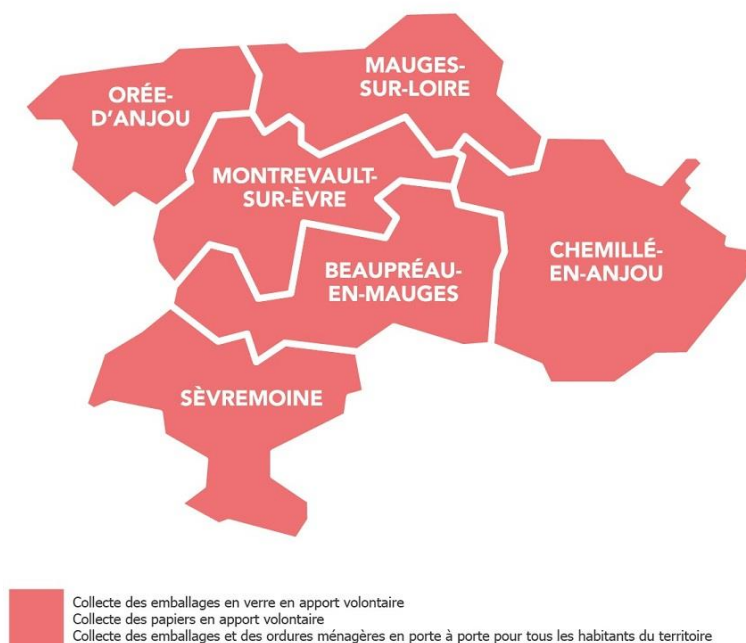 MAUGES-
SUR-LOIRE
ORÉE-
D'ANJOU
MONTREVAULT-
SUR-ÈVRE
CHEMILLÉ-
EN-ANJOU
BEAUPRÉAU-
EN-MAUGES
SÈVREMOINE
Collecte des emballages en verre en apport volontaire
Collecte des papiers en apport volontaire
Collecte des emballages et des ordures ménagères en porte à porte pour tous les habitants du territoire